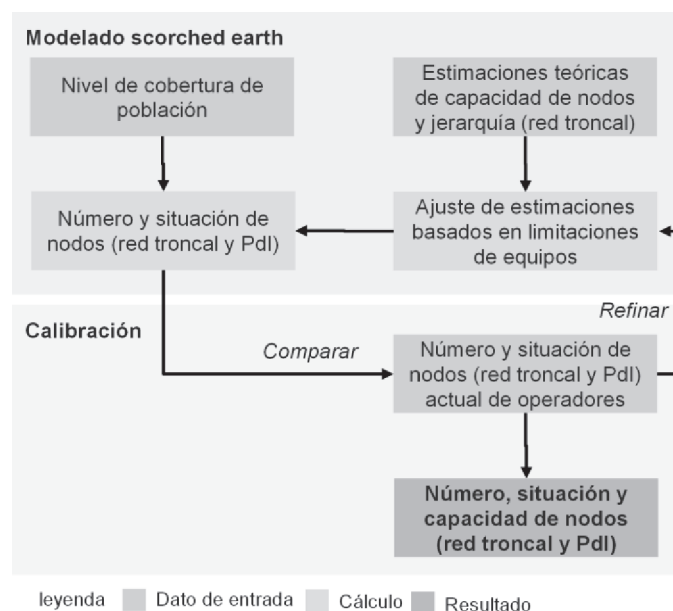 Modelado scorched earth
Nivel de cobertura de
población
Estimaciones teóricas
de capacidad de nodos
y jerarquía (red troncal)
Número y situación de
nodos (red troncal y PdI)
Ajuste de estimaciones
basados en limitaciones
de equipos
Refinar
Calibración
Comparar
Número y situación de
nodos (red troncal y PdI)
actual de operadores
Número, situación y
capacidad de nodos
(red troncal y PdI)
leyenda Dato de entrada Cálculo Resultado